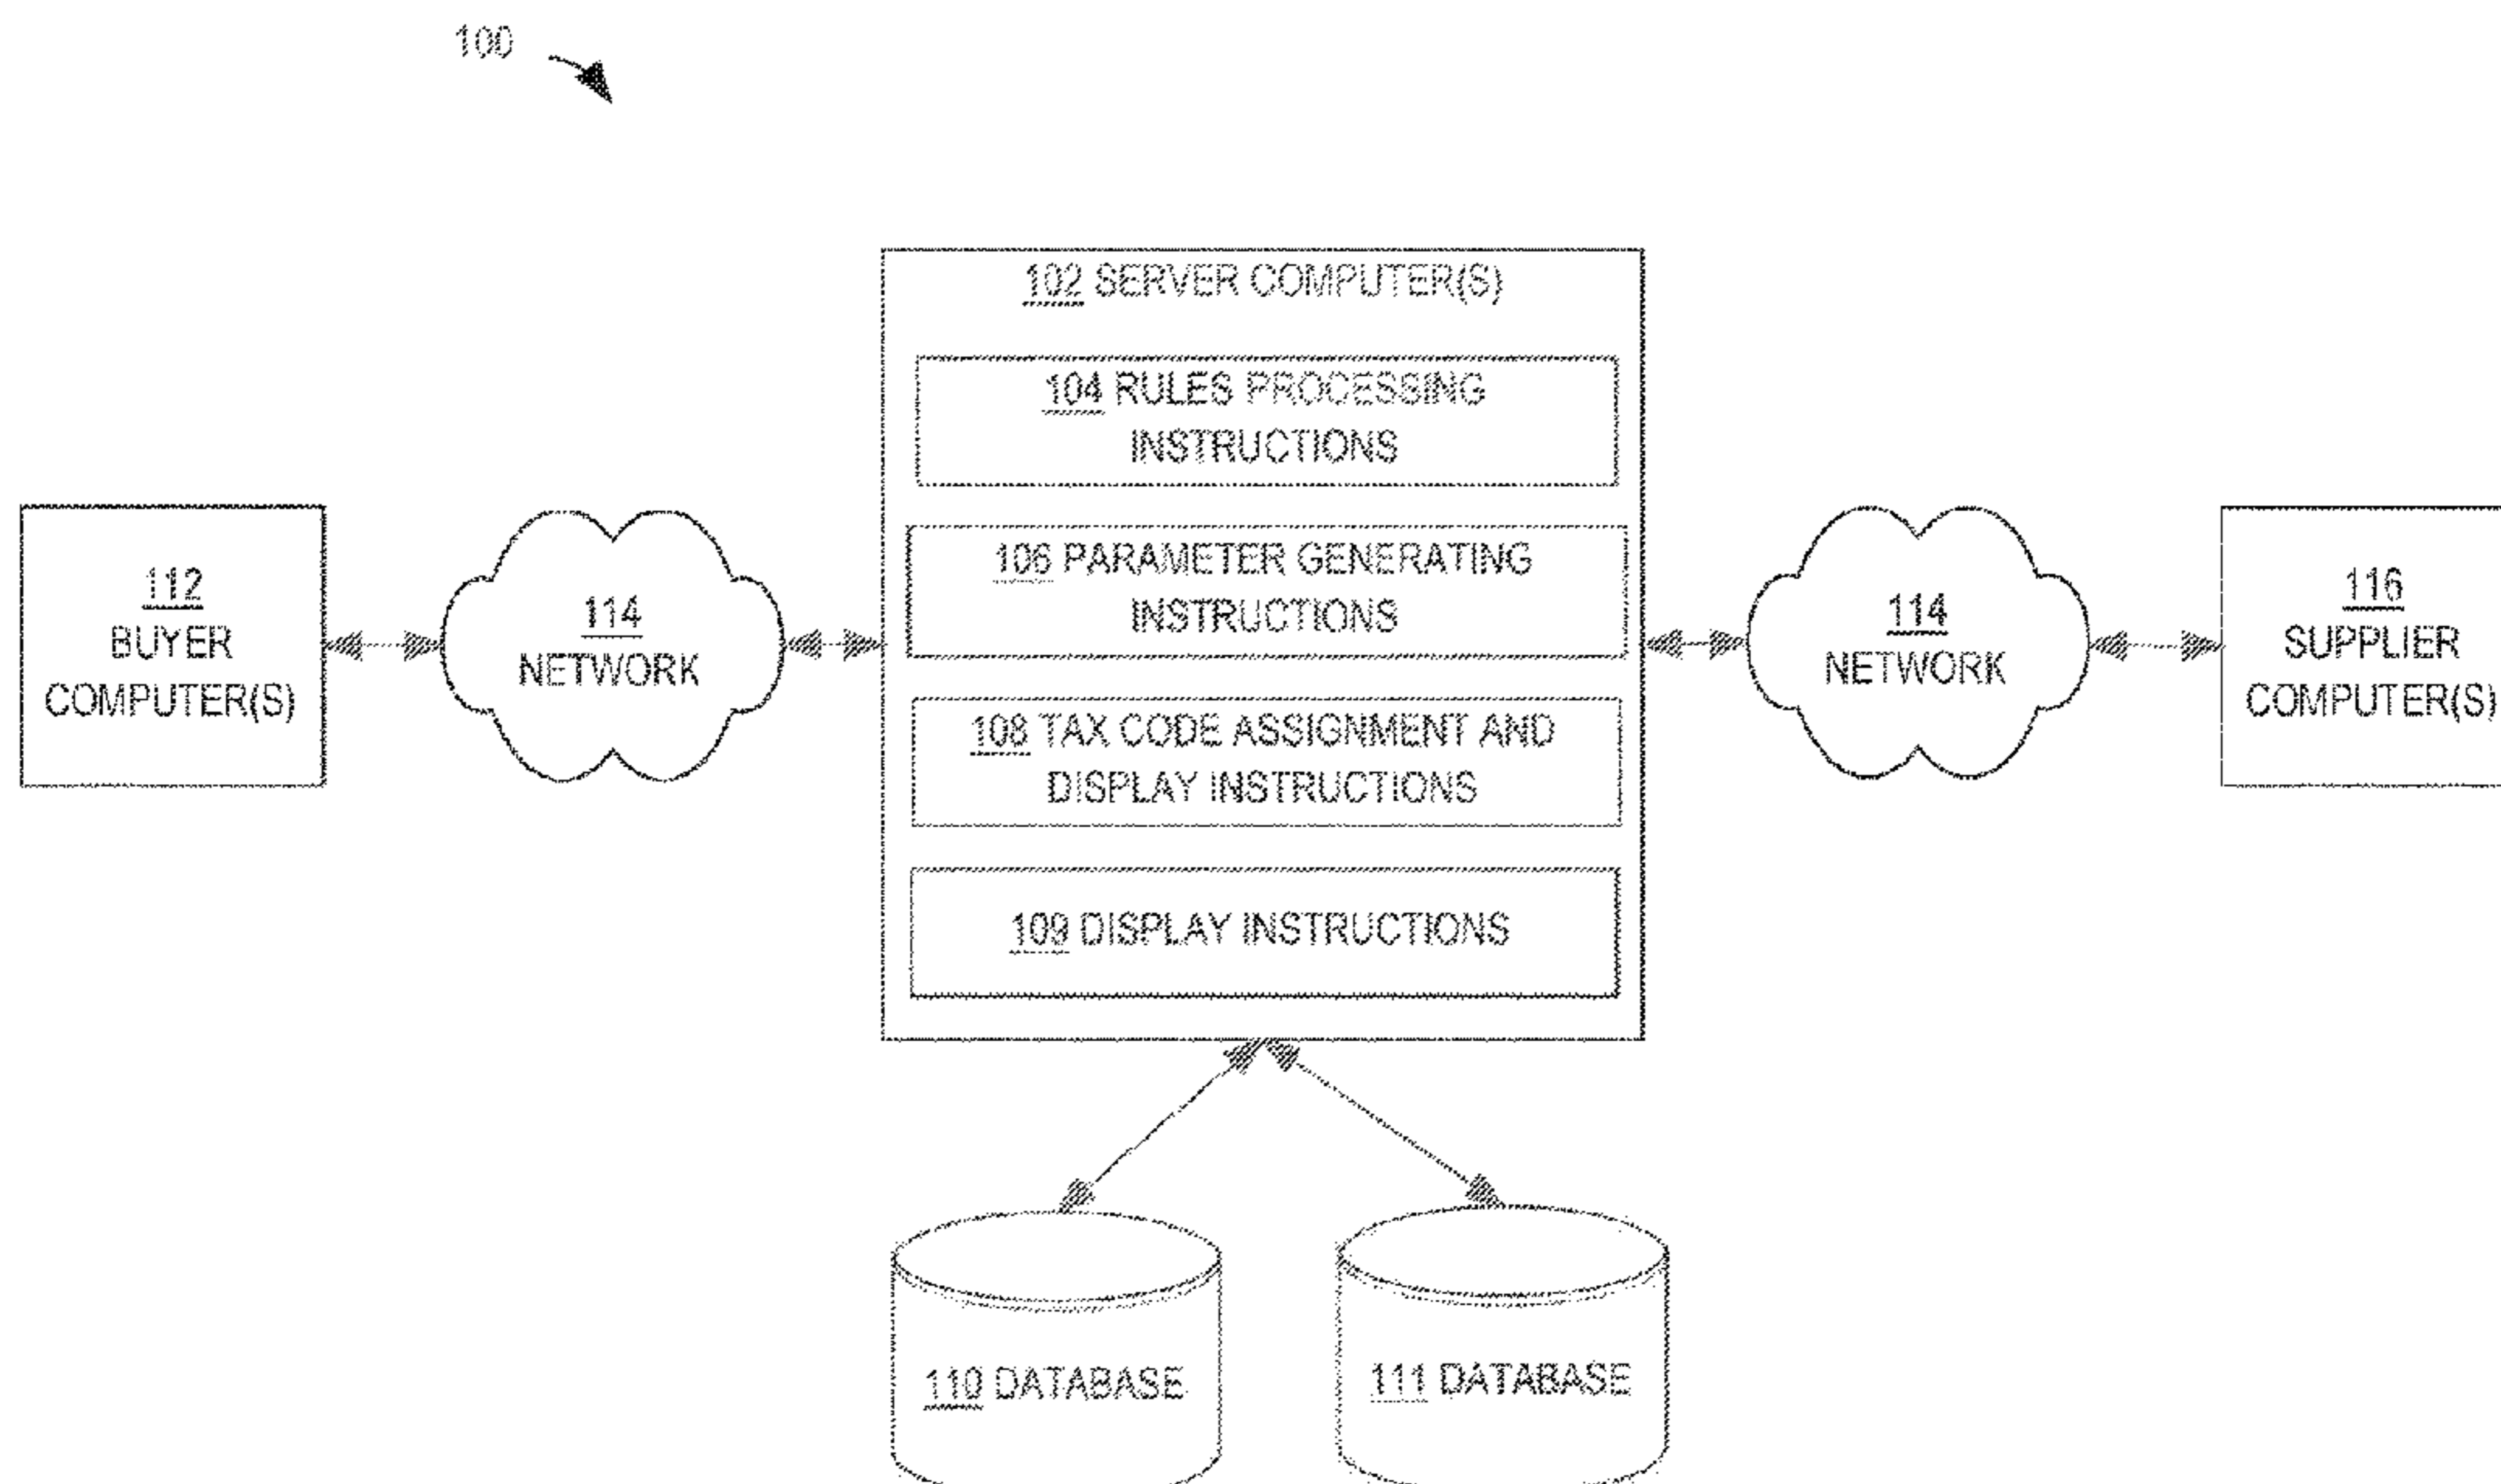 100
102 SERVER COMPUTER(S)
104 RULES PROCESSING
INSTRUCTIONS
106 PARAMETER GENERATING
INSTRUCTIONS
108 TAX CODE ASSIGNMENT AND
DISPLAY INSTRUCTIONS
109 DISPLAY INSTRUCTIONS
112
BUYER
COMPUTER(S)
114
NETWORK
114
NETWORK
116
SUPPLIER
COMPUTER(S)
110 DATABASE
111 DATABASE